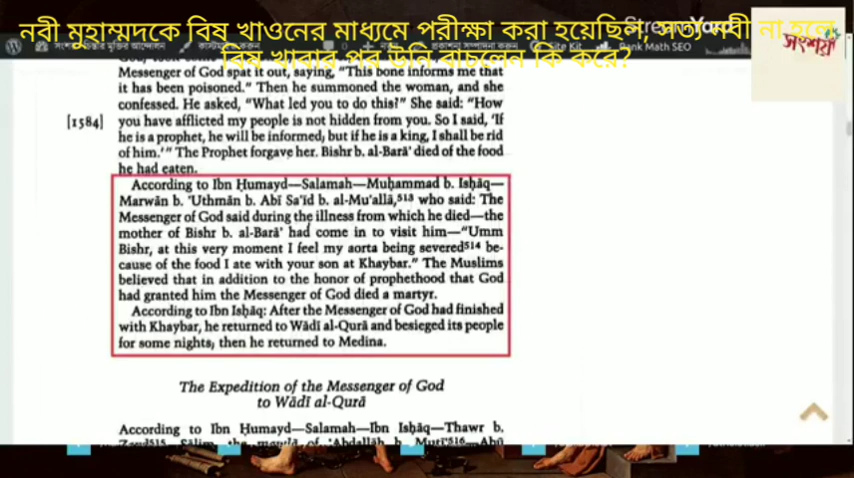 নবী মুহাম্মদকে বিষ খাওনের মাধ্যমে পরীক্ষা করা হয়েছিল, সত্য নবী না হলে
বিষ খাবার পর উনি বাচলেন কি করে?
সংশয়
Rank Math SEO
Messenger of God spat it out, saying, “This bone informs me that
it has been poisoned.” Then he summoned the woman, and she
confessed. He asked, “What led you to do this?” She said: “How
[1584] you have afflicted my people is not hidden from you. So I said, ‘If
he is a prophet, he will be informed; but if he is a king, I shall be rid
of him.’” The Prophet forgave her. Bishr b. al-Barā’ died of the food
he had eaten.
According to Ibn Ḥumayd—Salamah—Muḥammad b. Isḥāq—
Marwān b. ‘Uthmān b. Abī Sa‘īd b. al-Mu‘allā,513 who said: The
Messenger of God said during the illness from which he died—the
mother of Bishr b. al-Barā’ had come in to visit him—“Umm
Bishr, at this very moment I feel my aorta being severed514 be-
cause of the food I ate with your son at Khaybar.” The Muslims
believed that in addition to the honor of prophethood that God
had granted him the Messenger of God died a martyr.
According to Ibn Isḥāq: After the Messenger of God had finished
with Khaybar, he returned to Wādī al-Qurā and besieged its people
for some nights; then he returned to Medina.
The Expedition of the Messenger of God
to Wādī al-Qurā
According to Ibn Ḥumayd—Salamah—Ibn Isḥāq—Thawr b.